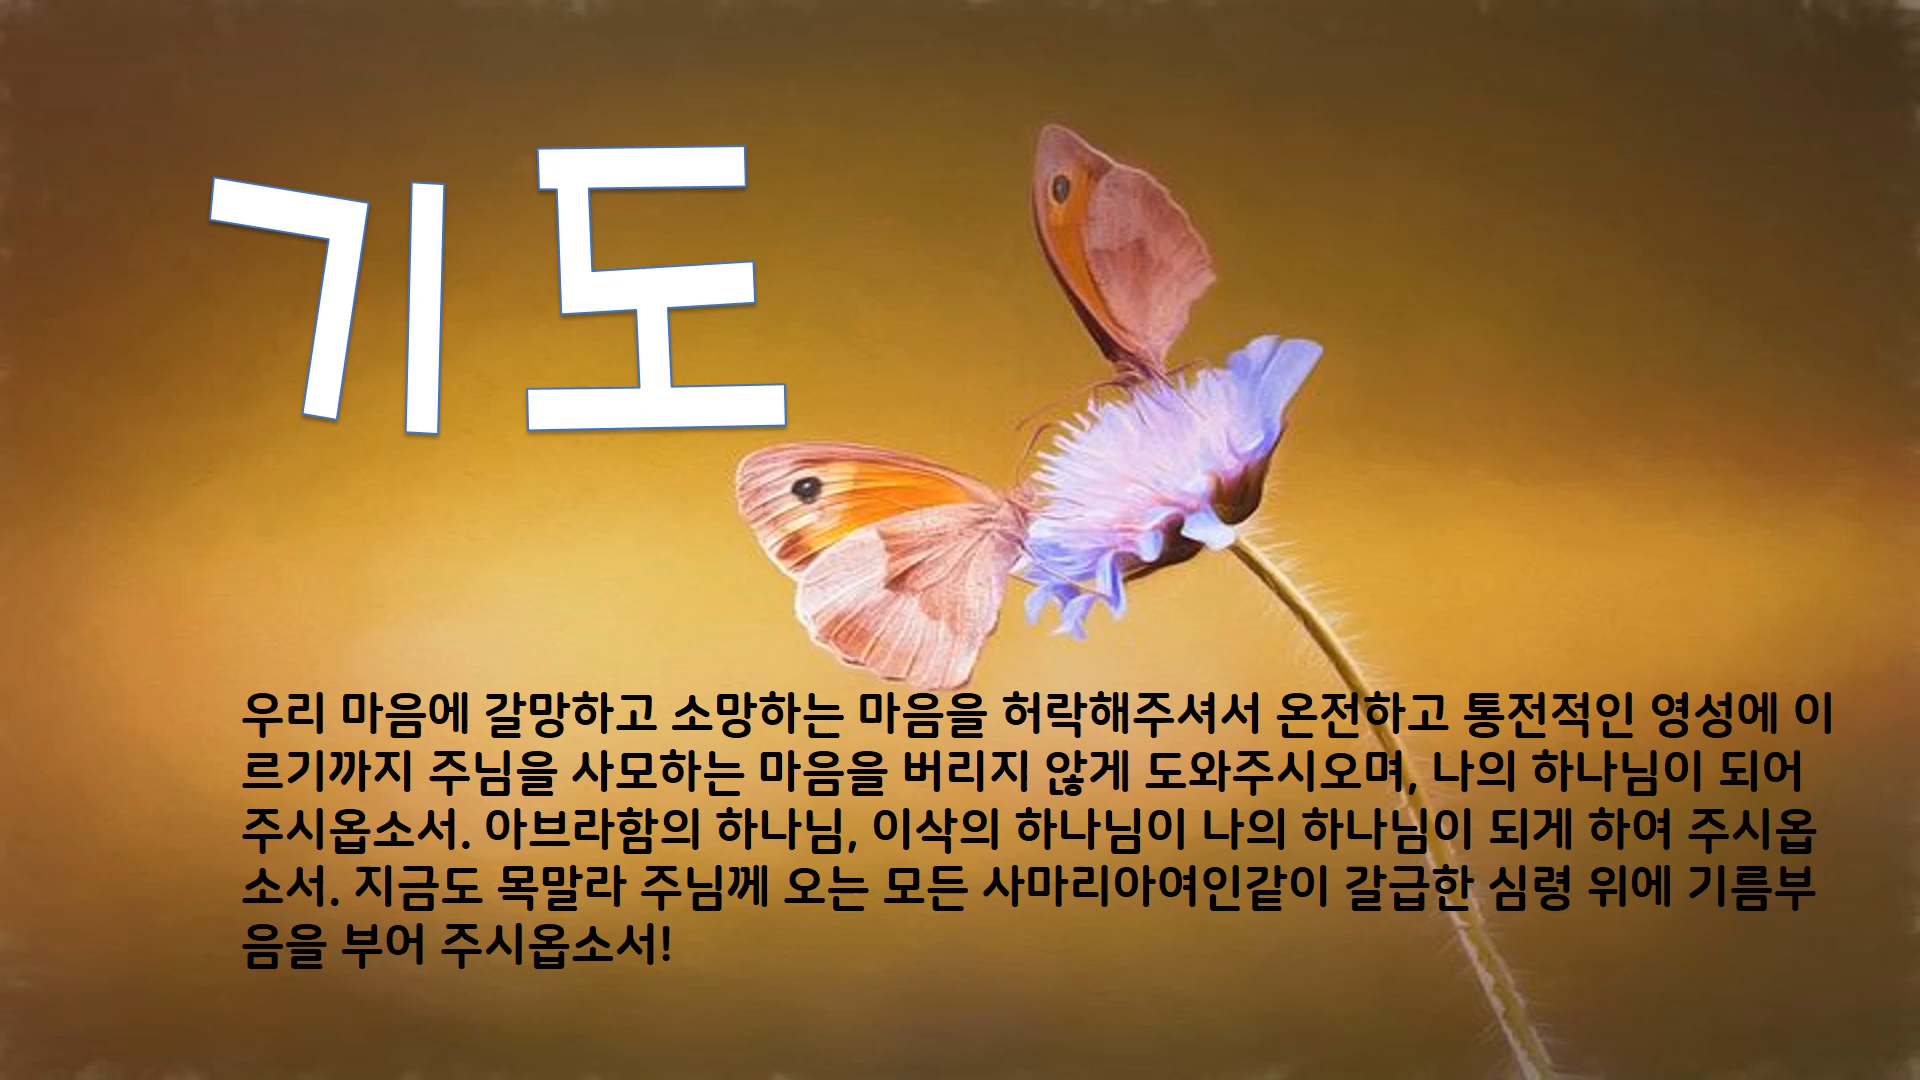 기도
우리 마음에 갈망하고 소망하는 마음을 허락해주셔서 온전하고 통전적인 영성에 이
르기까지 주님을 사모하는 마음을 버리지 않게 도와주시오며, 나의 하나님이 되어
주시옵소서. 아브라함의 하나님, 이삭의 하나님이 나의 하나님이 되게 하여 주시옵
소서. 지금도 목말라 주님께 오는 모든 사마리아여인같이 갈급한 심령 위에 기름부
음을 부어 주시옵소서!